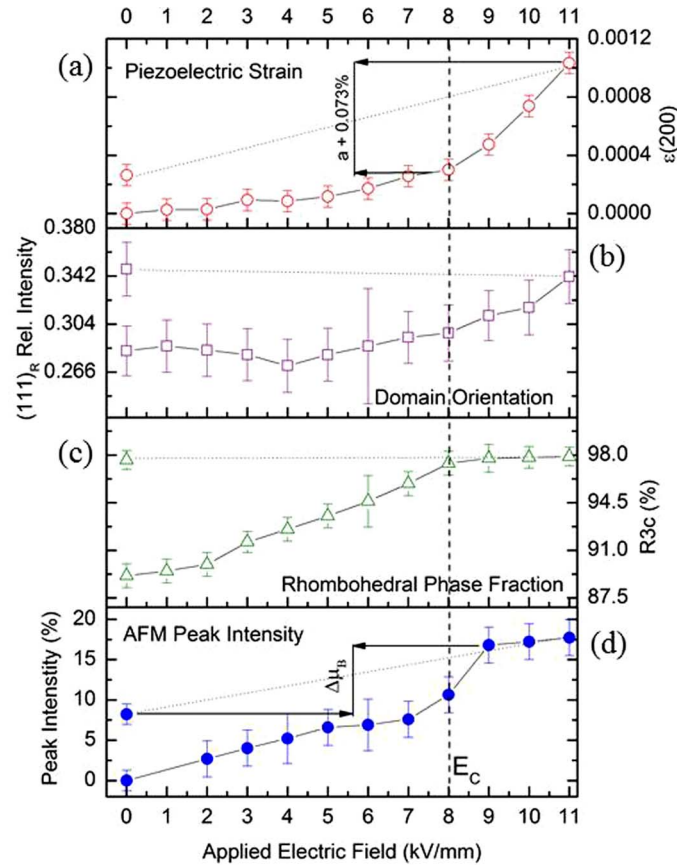 0 1 2 3 4 5 6 7 8 9 10 11
(a)
Piezoelectric Strain
a + 0.073%
0.0012
0.0008
0.0004
0.0000
ε(200)
0.380
0.342
0.304
0.266
(111)R Rel. Intensity
(b)
Domain Orientation
(c)
98.0
94.5
91.0
87.5
R3c (%)
Rhombohedral Phase Fraction
20
15
10
5
0
Peak Intenstity (%)
AFM Peak Intensity
(d)
ΔμB
EC
0 1 2 3 4 5 6 7 8 9 10 11
Applied Electric Field (kV/mm)